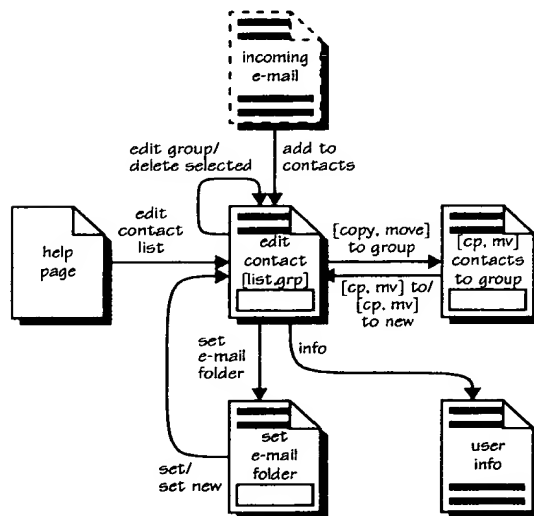 incoming
e-mail
edit group/
delete selected
add to
contacts
help
page
edit
contact
list
edit
contact
[list,grp]
[copy, move]
to group
[cp, mv]
contacts
to group
[cp, mv] to/
[cp, mv]
to new
set
e-mail
folder
info
set/
set new
set
e-mail
folder
user
info